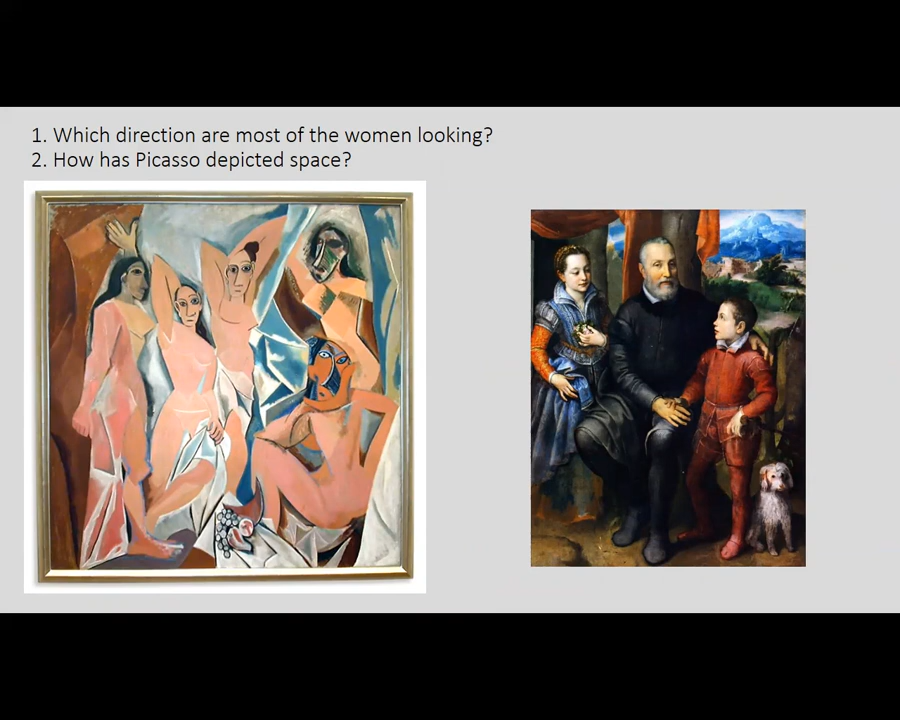 1. Which direction are most of the women looking?
2. How has Picasso depicted space?